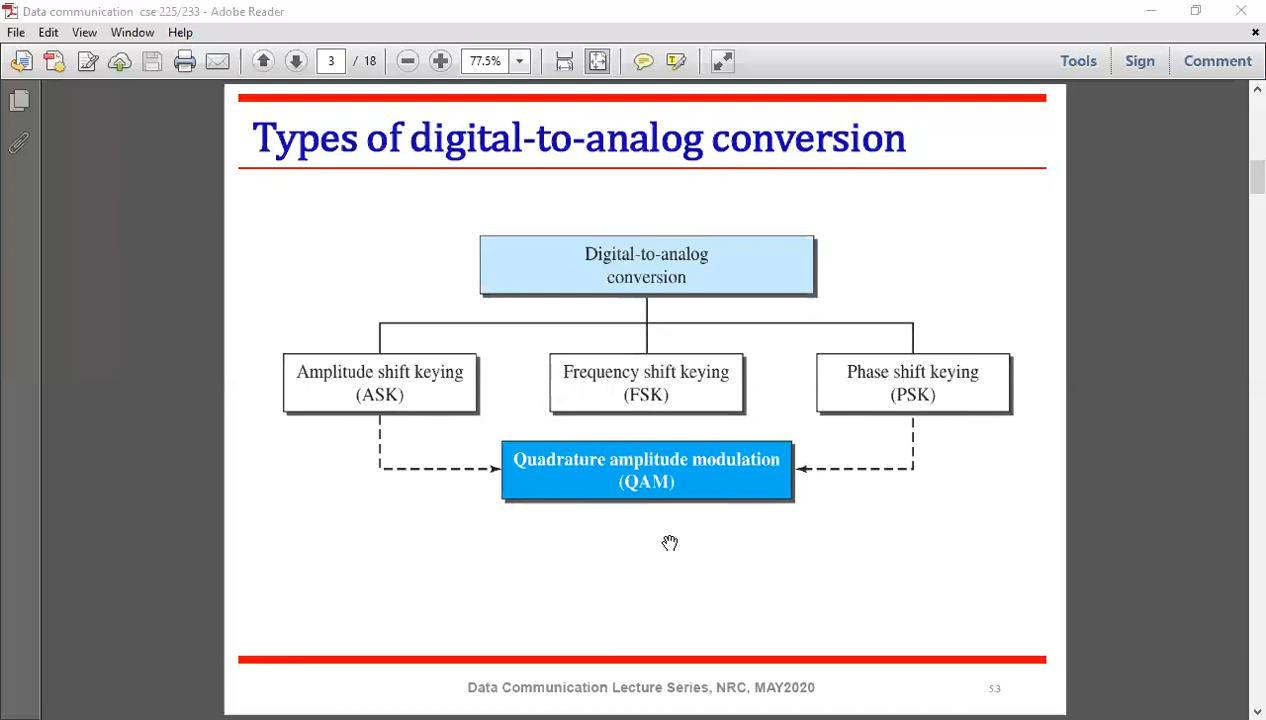 Data communication cse 225/233 - Adobe Reader
File Edit View Window Help
3 / 18 77.5% Tools Sign Comment
Types of digital-to-analog conversion
Digital-to-analog
conversion
Amplitude shift keying
(ASK)
Frequency shift keying
(FSK)
Phase shift keying
(PSK)
Quadrature amplitude modulation
(QAM)
Data Communication Lecture Series, NRC, MAY2020 5.3